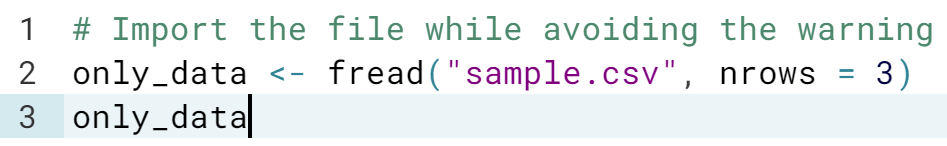 1 # Import the file while avoiding the warning
2 only_data <- fread("sample.csv", nrows = 3)
3 only_data